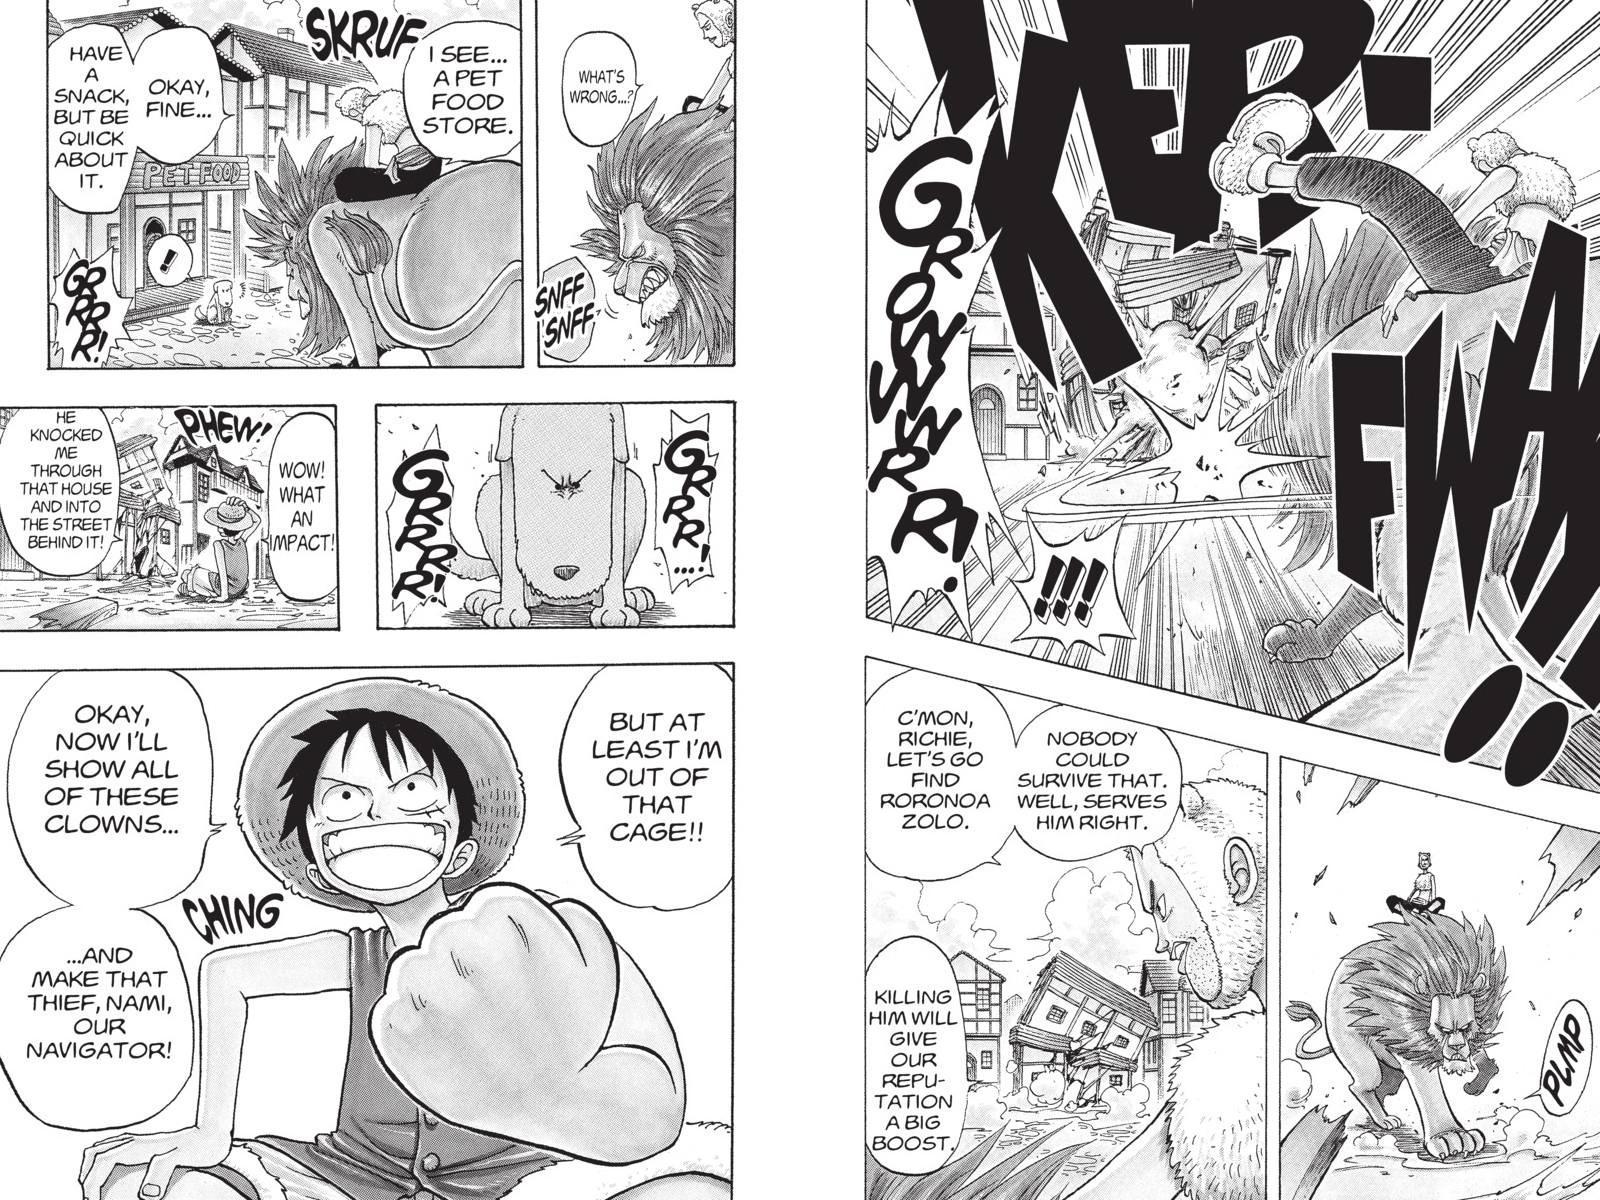 KER-
FWAK!!
GROWWWRR!
!!!!
NOBODY
COULD
SURVIVE THAT.
WELL, SERVES
HIM RIGHT.
C'MON,
RICHIE,
LET'S GO
FIND
RORONOA
ZOLO.
KILLING
HIM WILL
GIVE
OUR
REPU-
TATION
A BIG
BOOST.
PLMP
WHAT'S
WRONG...?
SNFF
SNFF
SKRUF
I SEE...
A PET
FOOD
STORE.
OKAY,
FINE...
HAVE
A
SNACK,
BUT BE
QUICK
ABOUT
IT.
PET FOOD
!
GRRRR!
GRRR...!
GRRRR!
PHEW!
WOW!
WHAT
AN
IMPACT!
HE
KNOCKED
ME
THROUGH
THAT HOUSE
AND INTO
THE STREET
BEHIND IT!
BUT AT
LEAST I'M
OUT OF
THAT
CAGE!!
OKAY,
NOW I'LL
SHOW ALL
OF THESE
CLOWNS...
CHING
...AND
MAKE THAT
THIEF, NAMI,
OUR
NAVIGATOR!